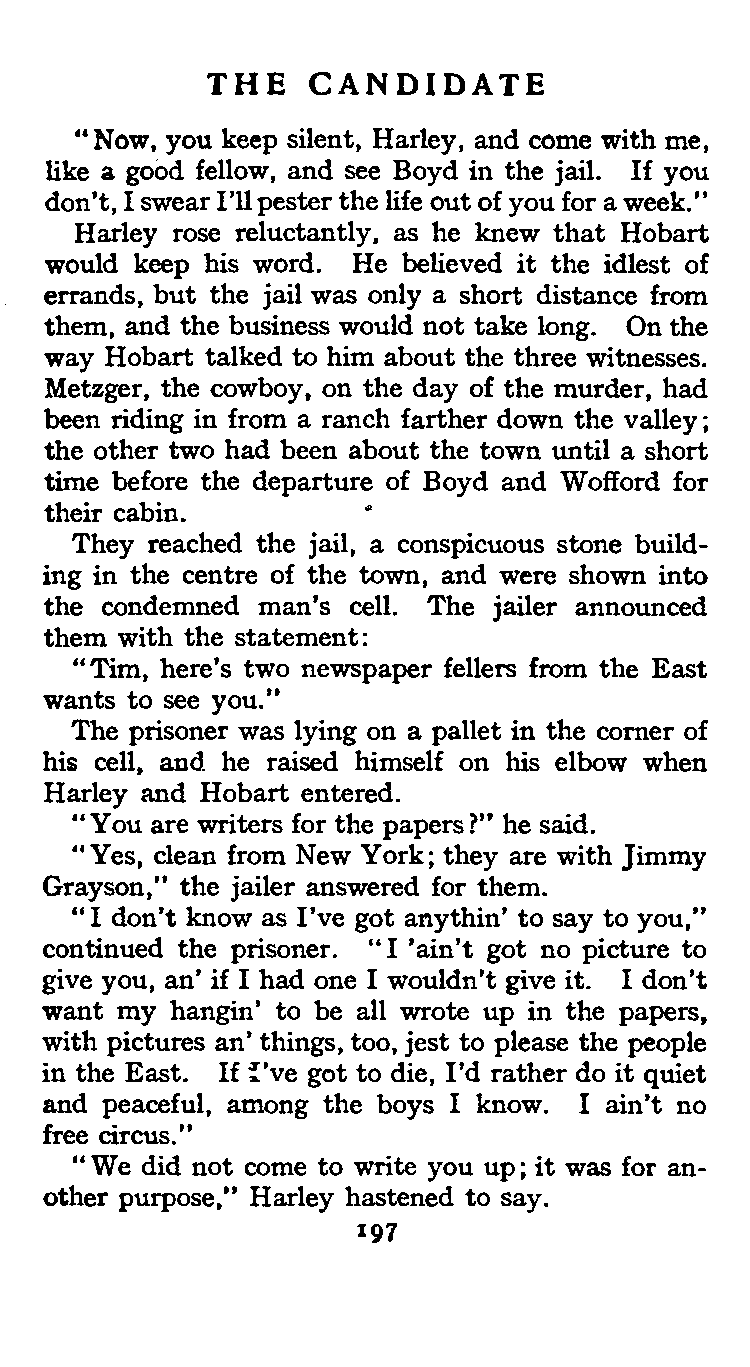 THE CANDIDATE
“Now, you keep silent, Harley, and come with me,
like a good fellow, and see Boyd in the jail. If you
don't, I swear I'll pester the life out of you for a week.”
Harley rose reluctantly, as he knew that Hobart
would keep his word. He believed it the idlest of
errands, but the jail was only a short distance from
them, and the business would not take long. On the
way Hobart talked to him about the three witnesses.
Metzger, the cowboy, on the day of the murder, had
been riding in from a ranch farther down the valley;
the other two had been about the town until a short
time before the departure of Boyd and Wofford for
their cabin.
They reached the jail, a conspicuous stone build-
ing in the centre of the town, and were shown into
the condemned man's cell. The jailer announced
them with the statement:
“Tim, here's two newspaper fellers from the East
wants to see you.”
The prisoner was lying on a pallet in the corner of
his cell, and he raised himself on his elbow when
Harley and Hobart entered.
“You are writers for the papers?” he said.
“Yes, clean from New York; they are with Jimmy
Grayson,” the jailer answered for them.
“I don't know as I've got anythin' to say to you,”
continued the prisoner. “I 'ain't got no picture to
give you, an' if I had one I wouldn't give it. I don't
want my hangin' to be all wrote up in the papers,
with pictures an' things, too, jest to please the people
in the East. If I've got to die, I'd rather do it quiet
and peaceful, among the boys I know. I ain't no
free circus.”
“We did not come to write you up; it was for an-
other purpose,” Harley hastened to say.
197